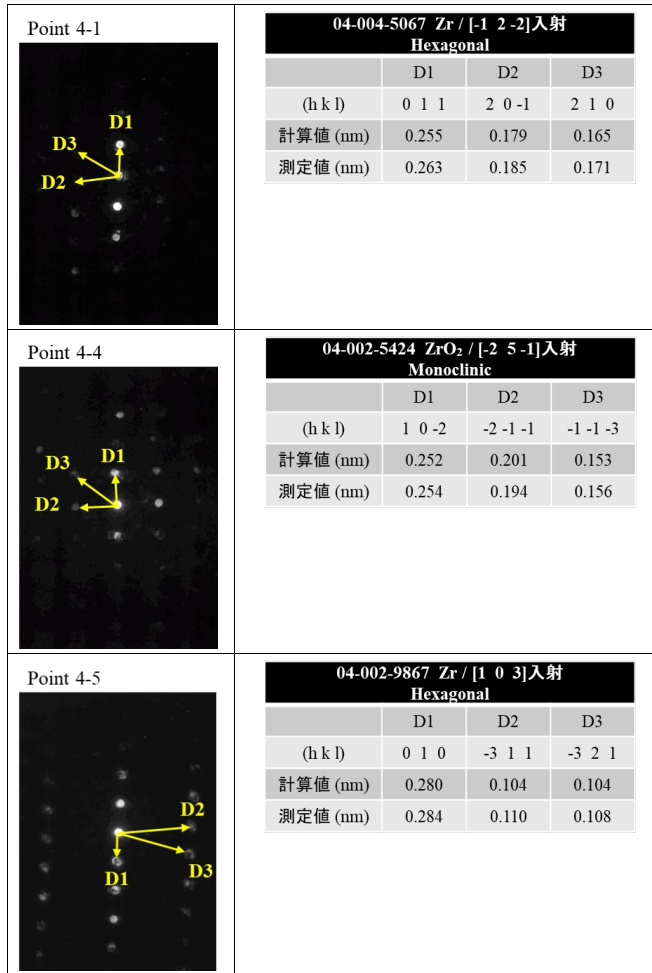 Point 4-1
D1
D3
D2
04-004-5067 Zr / [-1 2 -2]入射
Hexagonal
D1 D2 D3
(h k l) 0 1 1 2 0 -1 2 1 0
計算値 (nm) 0.255 0.179 0.165
測定値 (nm) 0.263 0.185 0.171
Point 4-4
D3 D1
D2
04-002-5424 ZrO₂ / [-2 5 -1]入射
Monoclinic
D1 D2 D3
(h k l) 1 0 -2 -2 -1 -1 -1 -1 -3
計算値 (nm) 0.252 0.201 0.153
測定値 (nm) 0.254 0.194 0.156
Point 4-5
D2
D1 D3
04-002-9867 Zr / [1 0 3]入射
Hexagonal
D1 D2 D3
(h k l) 0 1 0 -3 1 1 -3 2 1
計算値 (nm) 0.280 0.104 0.104
測定値 (nm) 0.284 0.110 0.108